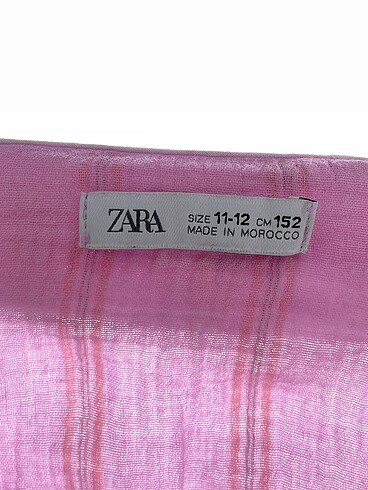 ZARA
SIZE 11-12 CM 152
MADE IN MOROCCO